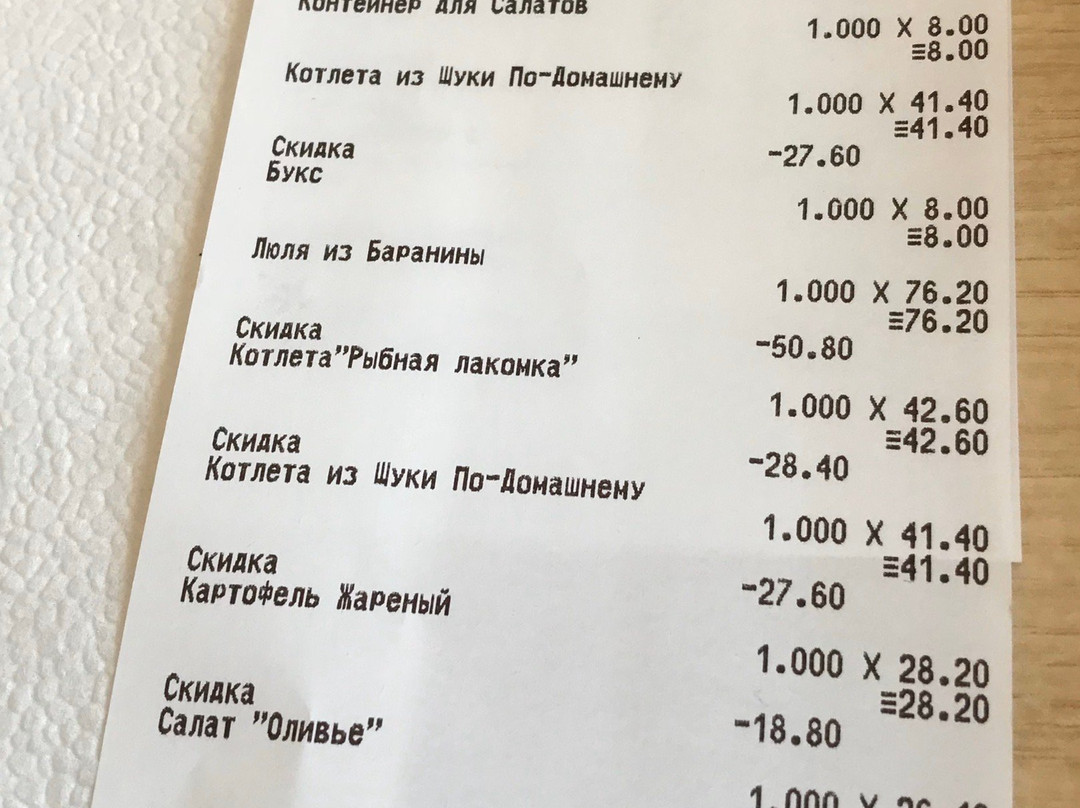 Контейнер для Салатов
1.000 X 8.00
≡8.00
Котлета из Щуки По-Домашнему
1.000 X 41.40
≡41.40
Скидка -27.60
Букс
1.000 X 8.00
≡8.00
Люля из Баранины
1.000 X 76.20
≡76.20
Скидка -50.80
Котлета"Рыбная лакомка"
1.000 X 42.60
≡42.60
Скидка -28.40
Котлета из Щуки По-Домашнему
1.000 X 41.40
≡41.40
Скидка -27.60
Картофель Жареный
1.000 X 28.20
≡28.20
Скидка -18.80
Салат "Оливье"
1.000 X